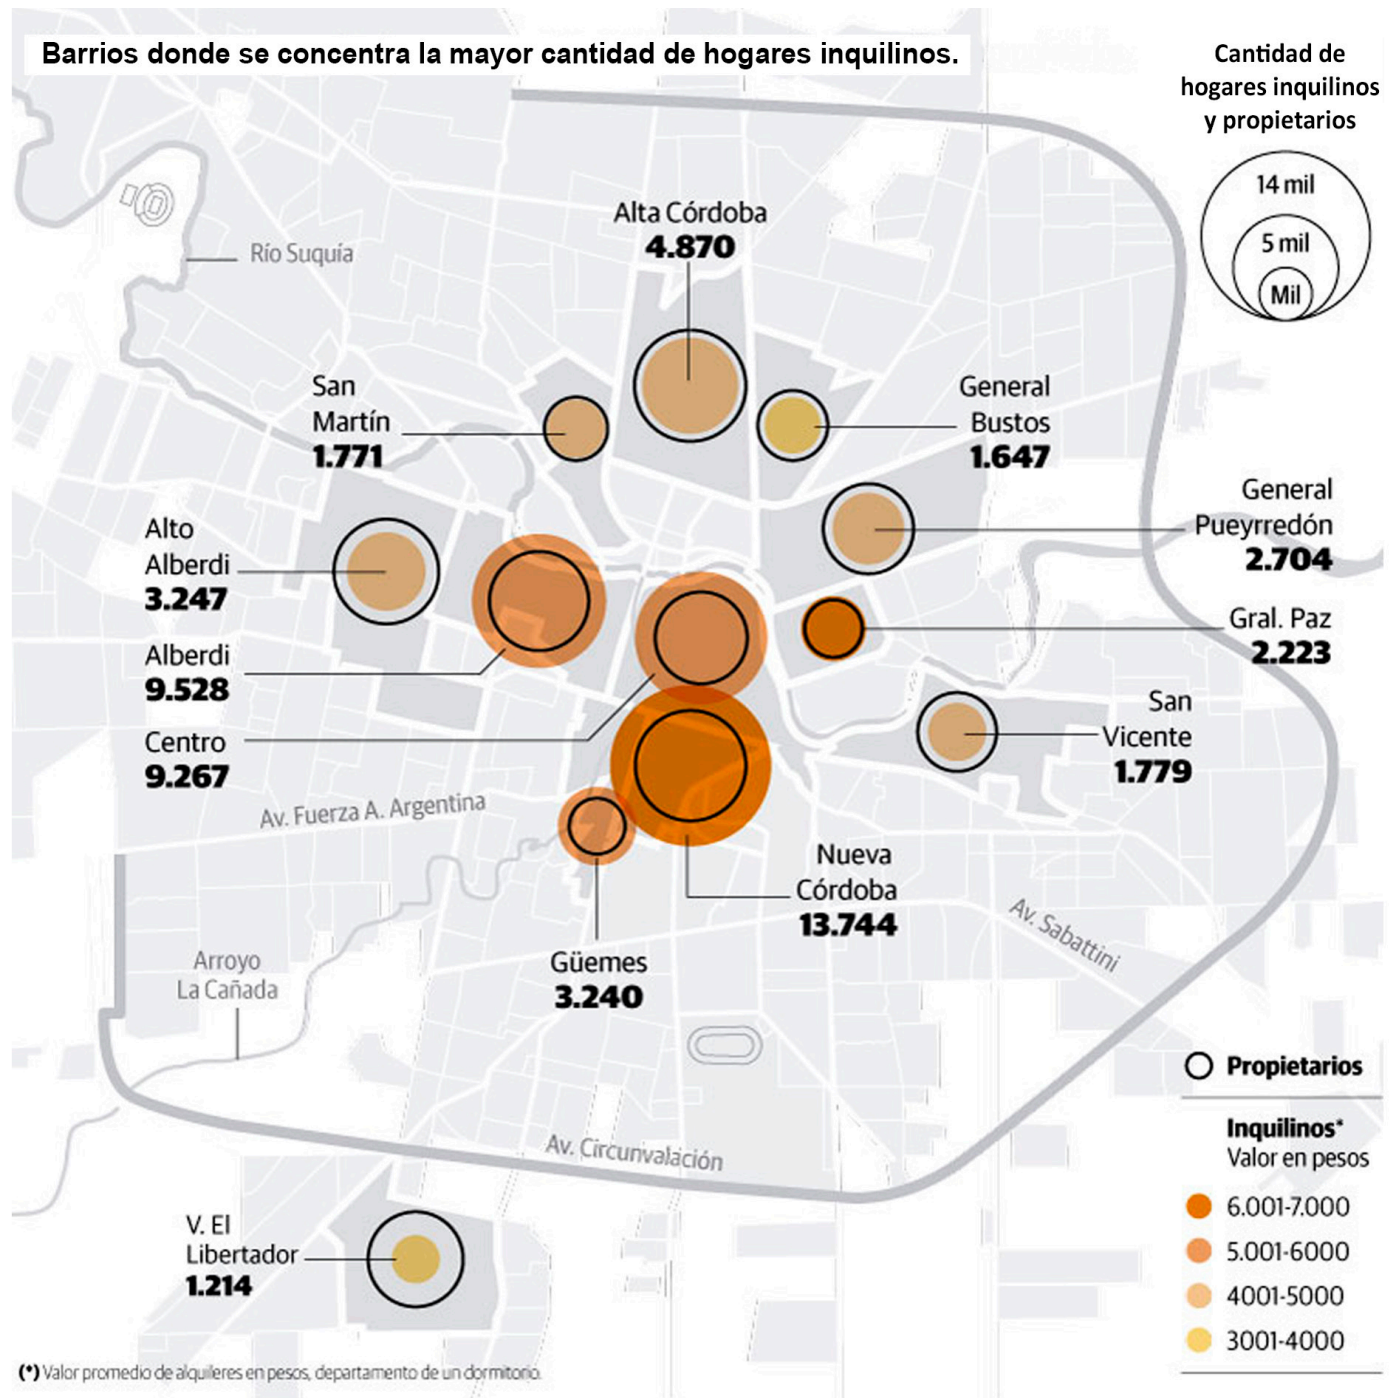 Barrios donde se concentra la mayor cantidad de hogares inquilinos.
Cantidad de
hogares inquilinos
y propietarios
14 mil
5 mil
Mil
Alta Córdoba
4.870
Río Suquía
San
Martín
1.771
General
Bustos
1.647
General
Pueyrredón
2.704
Alto
Alberdi
3.247
Gral. Paz
2.223
Alberdi
9.528
San
Vicente
1.779
Centro
9.267
Av. Fuerza A. Argentina
Nueva
Córdoba
13.744
Av. Sabattini
Güemes
3.240
Arroyo
La Cañada
Av. Circunvalación
V. El
Libertador
1.214
Propietarios
Inquilinos*
Valor en pesos
6.001-7.000
5.001-6000
4001-5000
3001-4000
(*) Valor promedio de alquileres en pesos, departamento de un dormitorio.